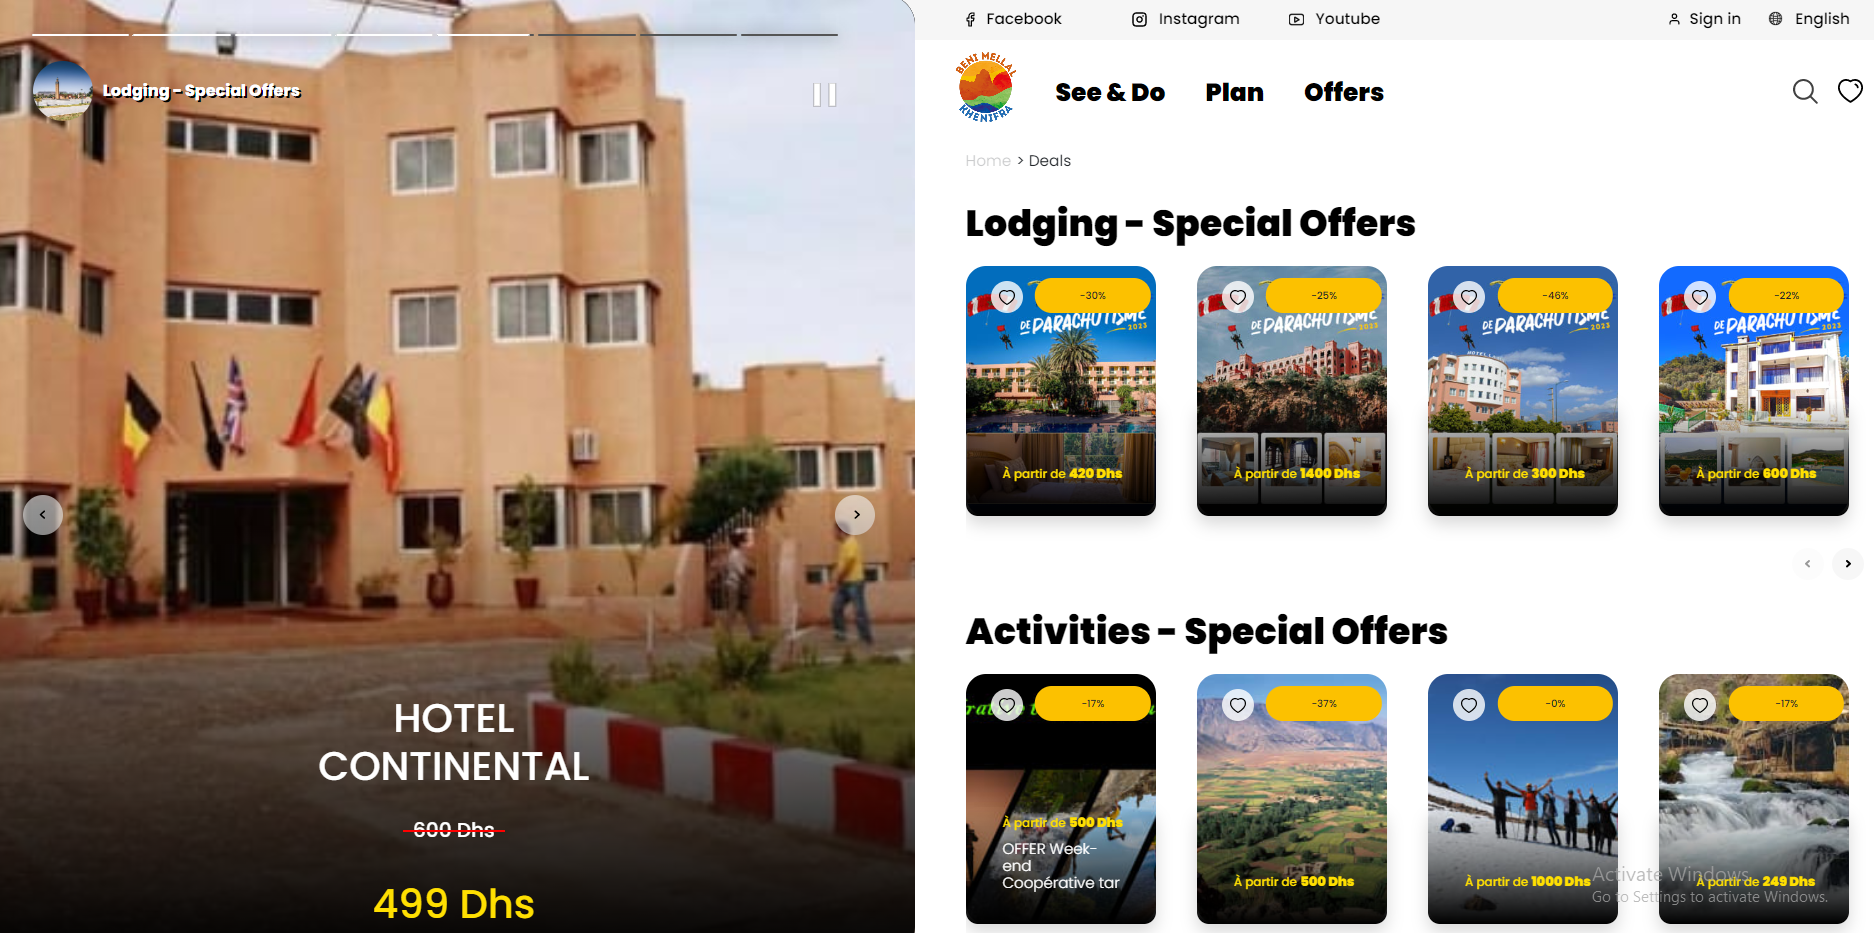 Lodging - Special Offers
HOTEL
CONTINENTAL
600 Dhs
499 Dhs
Facebook
Instagram
Youtube
Sign in
English
BENI MELLAL
KHENIFRA
See & Do
Plan
Offers
Home > Deals
Lodging - Special Offers
-30%
DE PARACHUTISME
2023
À partir de 420 Dhs
-25%
DE PARACHUTISME
2023
À partir de 1400 Dhs
-46%
DE PARACHUTISME
2023
À partir de 300 Dhs
-22%
DE PARACHUTISME
2023
À partir de 600 Dhs
Activities - Special Offers
-17%
À partir de 500 Dhs
OFFER Week-
end
Coopérative tar
-37%
À partir de 500 Dhs
-0%
À partir de 1000 Dhs
-17%
À partir de 249 Dhs
Activate Windows
Go to Settings to activate Windows.